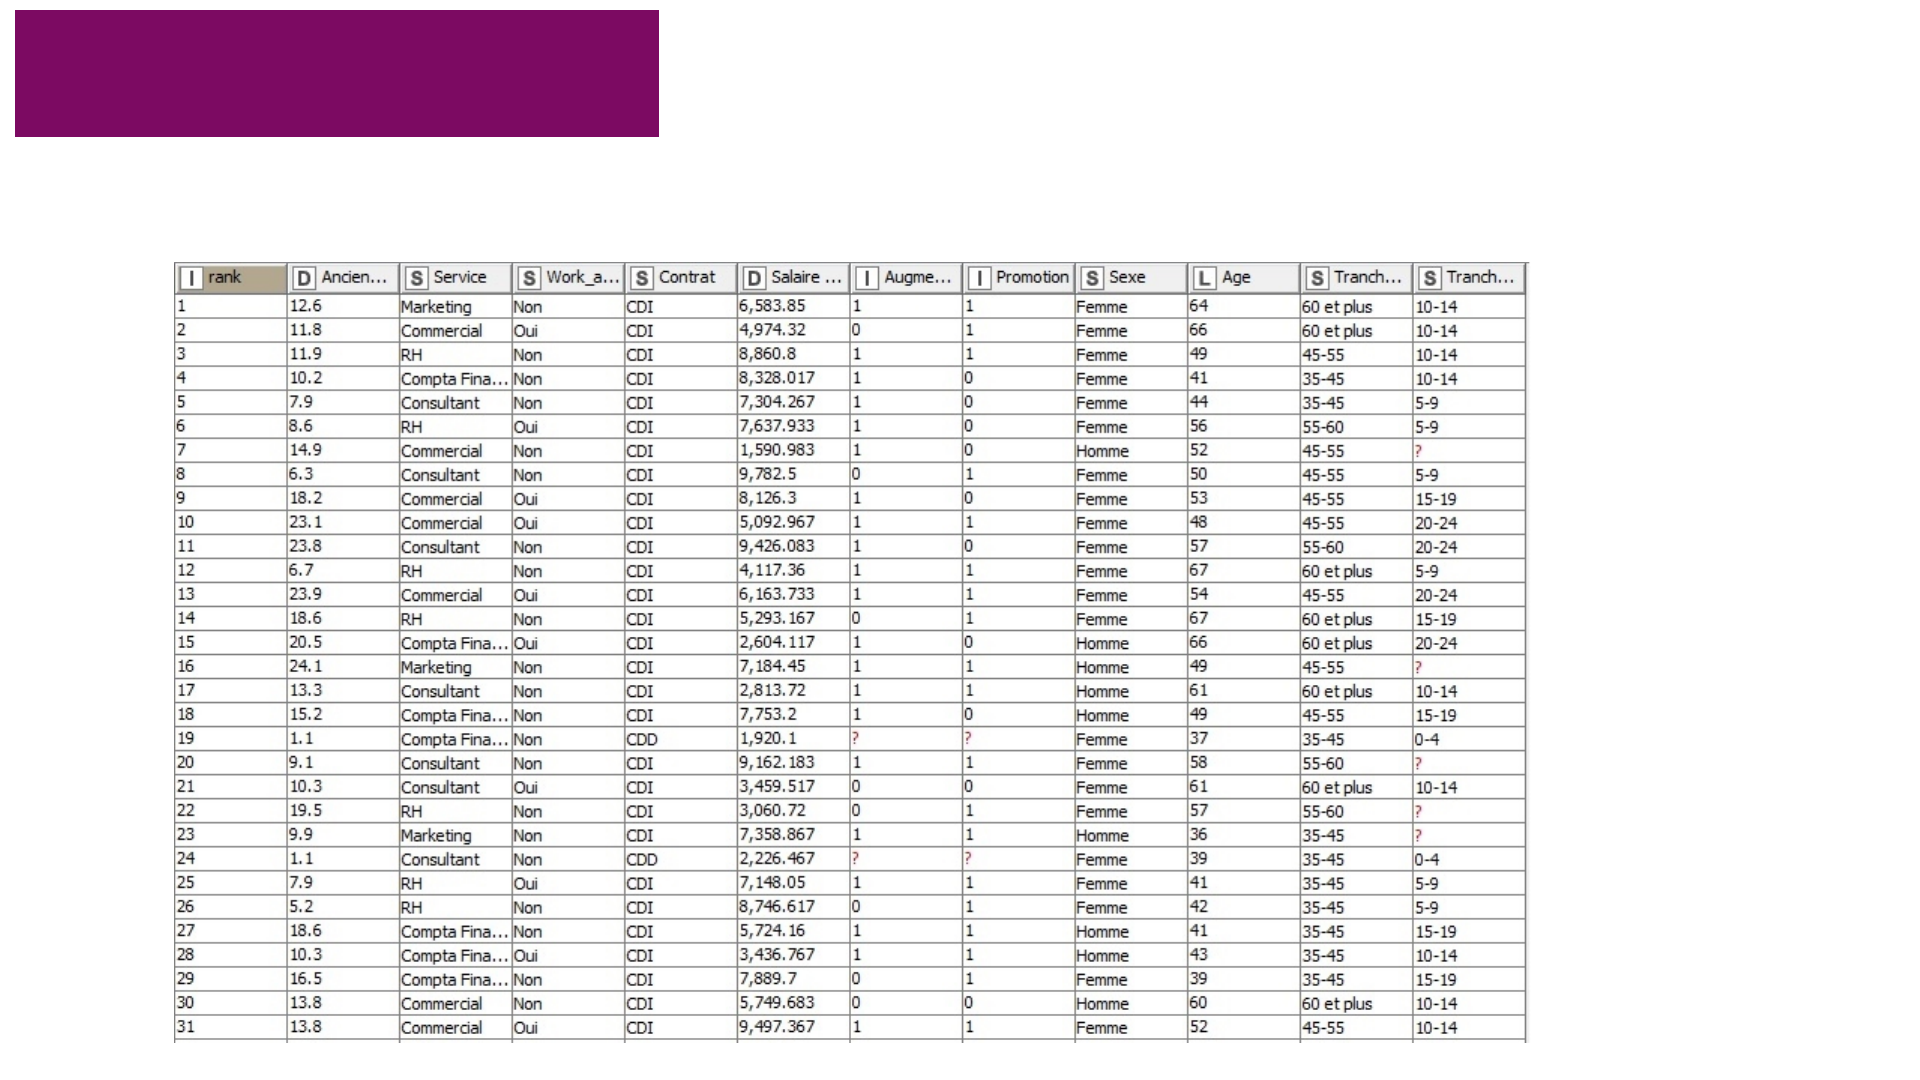 I rank D Ancien... S Service S Work_a... S Contrat D Salaire ... I Augme... I Promotion S Sexe L Age S Tranch... S Tranch...
1 12.6 Marketing Non CDI 6,583.85 1 1 Femme 64 60 et plus 10-14
2 11.8 Commercial Oui CDI 4,974.32 0 1 Femme 66 60 et plus 10-14
3 11.9 RH Non CDI 8,860.8 1 1 Femme 49 45-55 10-14
4 10.2 Compta Fina... Non CDI 8,328.017 1 0 Femme 41 35-45 10-14
5 7.9 Consultant Non CDI 7,304.267 1 0 Femme 44 35-45 5-9
6 8.6 RH Oui CDI 7,637.933 1 0 Femme 56 55-60 5-9
7 14.9 Commercial Non CDI 1,590.983 1 0 Homme 52 45-55 ?
8 6.3 Consultant Non CDI 9,782.5 0 1 Femme 50 45-55 5-9
9 18.2 Commercial Oui CDI 8,126.3 1 0 Femme 53 45-55 15-19
10 23.1 Commercial Oui CDI 5,092.967 1 1 Femme 48 45-55 20-24
11 23.8 Consultant Non CDI 9,426.083 1 0 Femme 57 55-60 20-24
12 6.7 RH Non CDI 4,117.36 1 1 Femme 67 60 et plus 5-9
13 23.9 Commercial Oui CDI 6,163.733 1 1 Femme 54 45-55 20-24
14 18.6 RH Non CDI 5,293.167 0 1 Femme 67 60 et plus 15-19
15 20.5 Compta Fina... Oui CDI 2,604.117 1 0 Homme 66 60 et plus 20-24
16 24.1 Marketing Non CDI 7,184.45 1 1 Homme 49 45-55 ?
17 13.3 Consultant Non CDI 2,813.72 1 1 Homme 61 60 et plus 10-14
18 15.2 Compta Fina... Non CDI 7,753.2 1 0 Homme 49 45-55 15-19
19 1.1 Compta Fina... Non CDD 1,920.1 ? ? Femme 37 35-45 0-4
20 9.1 Consultant Non CDI 9,162.183 1 1 Femme 58 55-60 ?
21 10.3 Consultant Oui CDI 3,459.517 0 0 Femme 61 60 et plus 10-14
22 19.5 RH Non CDI 3,060.72 0 1 Femme 57 55-60 ?
23 9.9 Marketing Non CDI 7,358.867 1 1 Homme 36 35-45 ?
24 1.1 Consultant Non CDD 2,226.467 ? ? Femme 39 35-45 0-4
25 7.9 RH Oui CDI 7,148.05 1 1 Femme 41 35-45 5-9
26 5.2 RH Non CDI 8,746.617 0 1 Femme 42 35-45 5-9
27 18.6 Compta Fina... Non CDI 5,724.16 1 1 Homme 41 35-45 15-19
28 10.3 Compta Fina... Oui CDI 3,436.767 1 1 Homme 43 35-45 10-14
29 16.5 Compta Fina... Non CDI 7,889.7 0 1 Femme 39 35-45 15-19
30 13.8 Commercial Non CDI 5,749.683 0 0 Homme 60 60 et plus 10-14
31 13.8 Commercial Oui CDI 9,497.367 1 1 Femme 52 45-55 10-14